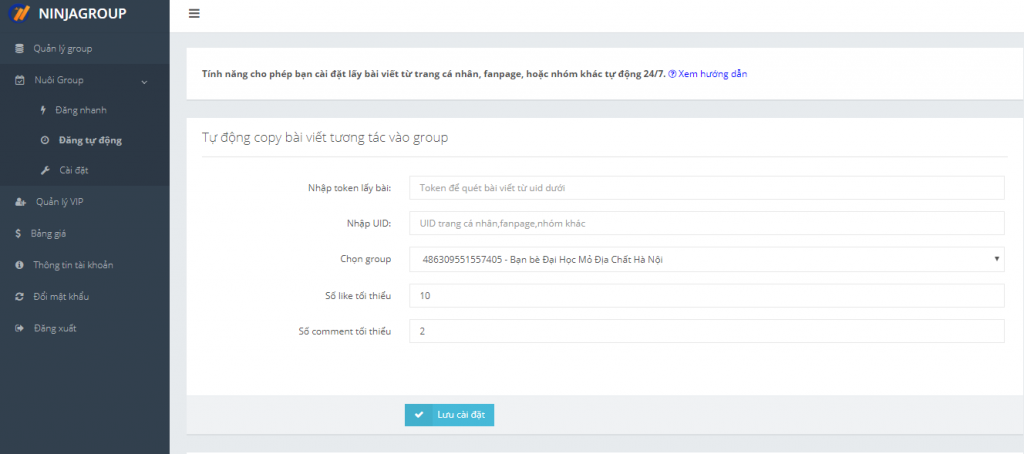 NINJAGROUP
Quản lý group
Nuôi Group
Đăng nhanh
Đăng tự động
Cài đặt
Quản lý VIP
Bảng giá
Thông tin tài khoản
Đổi mật khẩu
Đăng xuất
Tính năng cho phép bạn cài đặt lấy bài viết từ trang cá nhân, fanpage, hoặc nhóm khác tự động 24/7. Xem hướng dẫn
Tự động copy bài viết tương tác vào group
Nhập token lấy bài: Token để quét bài viết từ uid dưới
Nhập UID: UID trang cá nhân,fanpage,nhóm khác
Chọn group 486309551557405 - Bạn bè Đại Học Mỏ Địa Chất Hà Nội
Số like tối thiểu 10
Số comment tối thiểu 2
Lưu cài đặt